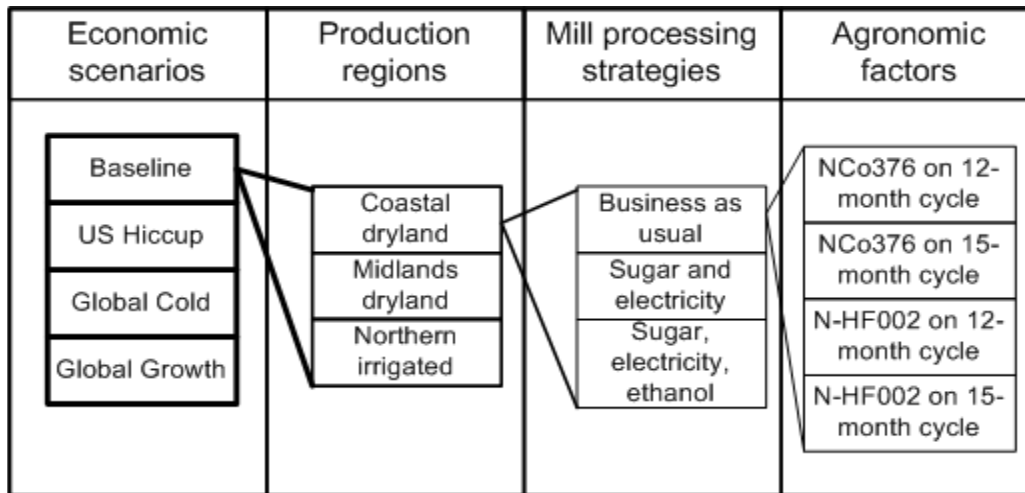 Economic
scenarios
Production
regions
Mill processing
strategies
Agronomic
factors
Baseline
US Hiccup
Global Cold
Global Growth
Coastal
dryland
Midlands
dryland
Northern
irrigated
Business as
usual
Sugar and
electricity
Sugar,
electricity,
ethanol
NCo376 on 12-
month cycle
NCo376 on 15-
month cycle
N-HF002 on 12-
month cycle
N-HF002 on 15-
month cycle